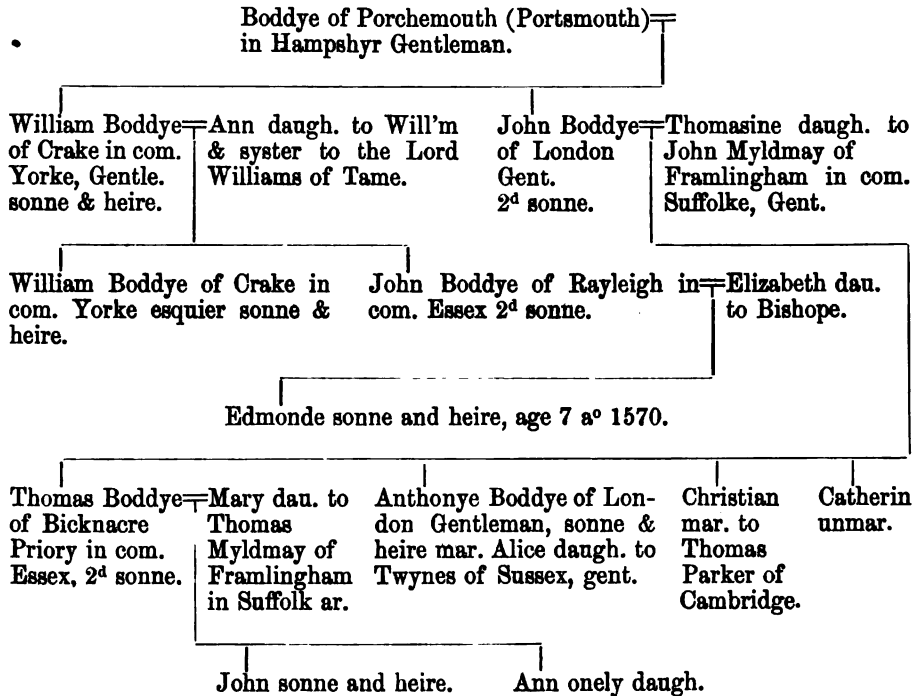 Boddye of Porchemouth (Portsmouth)
in Hampshyr Gentleman.
William Boddye
of Crake in com.
Yorke, Gentle.
sonne & heire.
Ann daugh. to Will'm
& syster to the Lord
Williams of Tame.
John Boddye
of London
Gent.
2d sonne.
Thomasine daugh. to
John Myldmay of
Framlingham in com.
Suffolke, Gent.
William Boddye of Crake in
com. Yorke esquier sonne &
heire.
John Boddye of Rayleigh in
com. Essex 2d sonne.
Elizabeth dau.
to Bishope.
Edmonde sonne and heire, age 7 ao 1570.
Thomas Boddye
of Bicknacre
Priory in com.
Essex, 2d sonne.
Mary dau. to
Thomas
Myldmay of
Framlingham
in Suffolk ar.
Anthonye Boddye of Lon-
don Gentleman, sonne &
heire mar. Alice daugh. to
Twynes of Sussex, gent.
Christian
mar. to
Thomas
Parker of
Cambridge.
Catherin
unmar.
John sonne and heire.
Ann onely daugh.